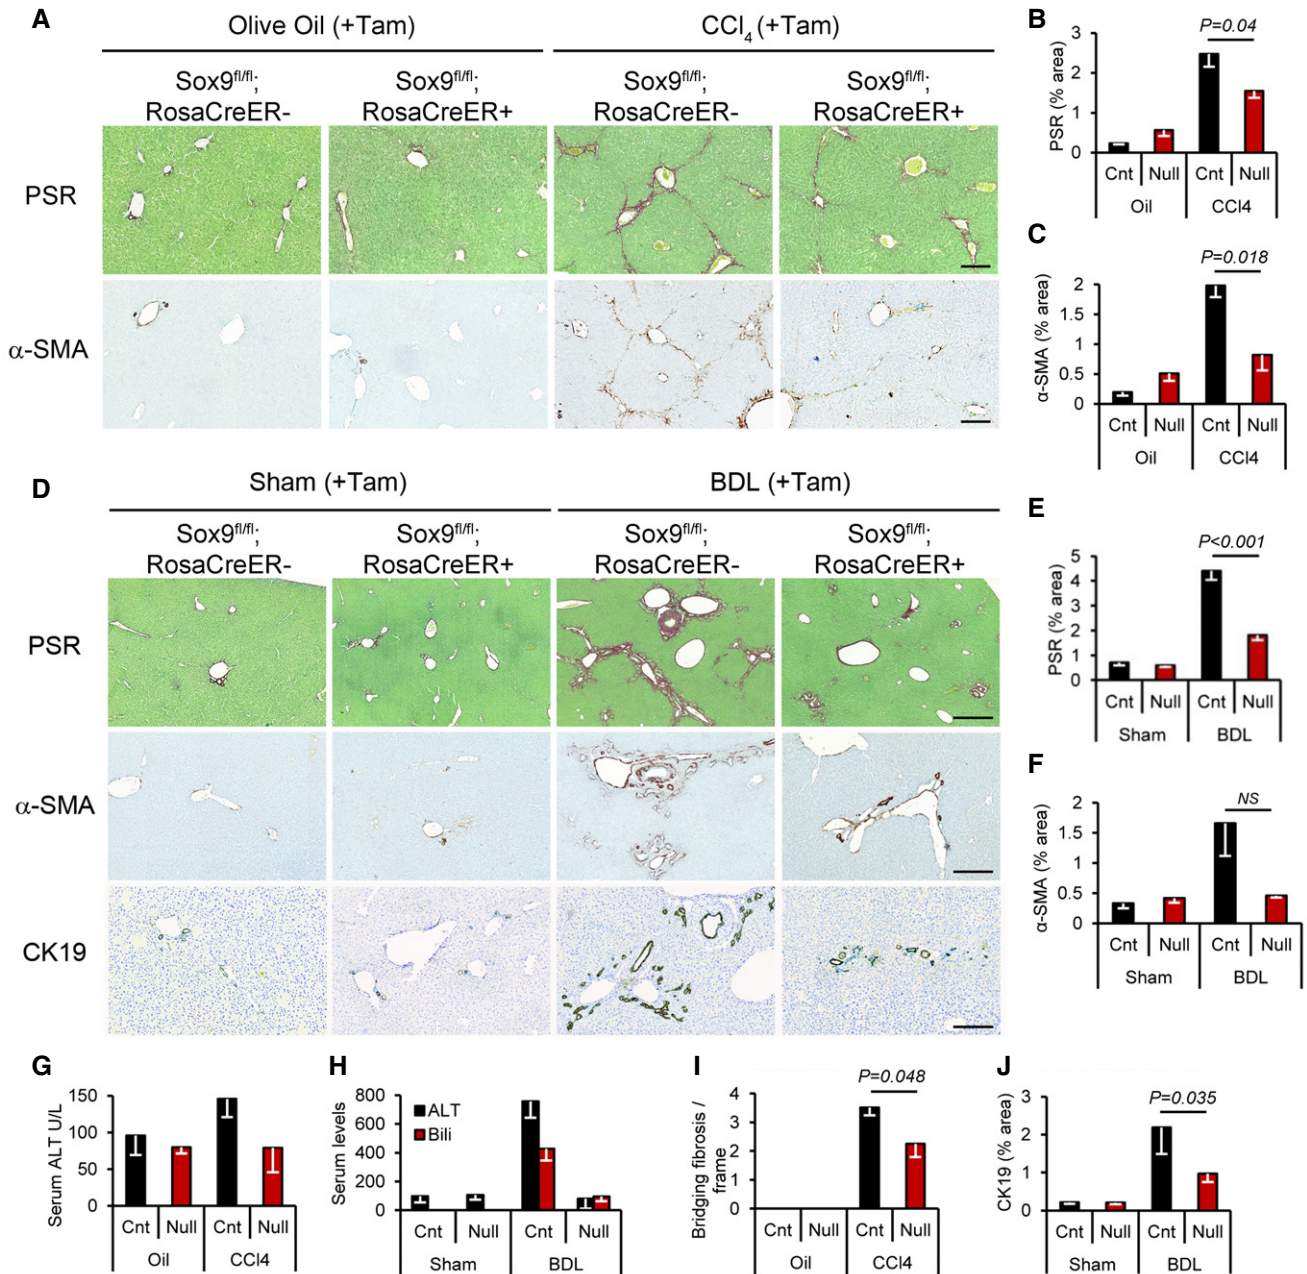 A
Olive Oil (+Tam)
CCl4 (+Tam)
Sox9fl/fl;
RosaCreER-
Sox9fl/fl;
RosaCreER+
Sox9fl/fl;
RosaCreER-
Sox9fl/fl;
RosaCreER+
PSR
α-SMA
B
P=0.04
PSR (% area)
3
2
1
0
Cnt
Null
Cnt
Null
Oil
CCl4
C
P=0.018
α-SMA (% area)
2
1.5
1
0.5
0
Cnt
Null
Cnt
Null
Oil
CCl4
D
Sham (+Tam)
BDL (+Tam)
Sox9fl/fl;
RosaCreER-
Sox9fl/fl;
RosaCreER+
Sox9fl/fl;
RosaCreER-
Sox9fl/fl;
RosaCreER+
PSR
α-SMA
CK19
E
P<0.001
PSR (% area)
5
4
3
2
1
0
Cnt
Null
Cnt
Null
Sham
BDL
F
NS
α-SMA (% area)
2
1.5
1
0.5
0
Cnt
Null
Cnt
Null
Sham
BDL
G
Serum ALT U/L
150
100
50
0
Cnt
Null
Cnt
Null
Oil
CCl4
H
Serum levels
800
600
400
200
0
ALT
Bili
Cnt
Null
Cnt
Null
Sham
BDL
I
P=0.048
Bridging fibrosis /
frame
4
3
2
1
0
Cnt
Null
Cnt
Null
Oil
CCl4
J
P=0.035
CK19 (% area)
3
2
1
0
Cnt
Null
Cnt
Null
Sham
BDL